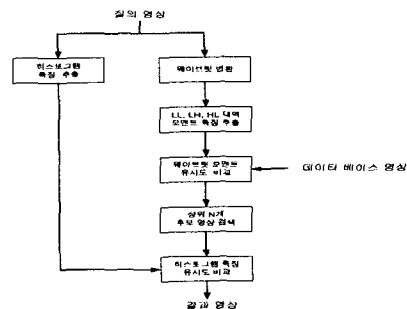 질의 영상
히스토그램
특징 추출
웨이브릿 변환
LL, LH, HL 대역
모멘트 특징 추출
웨이브릿 모멘트
유사도 비교
데이타 베이스 영상
상위 N개
후보 영상 검색
히스토그램 특징
유사도 비교
결과 영상